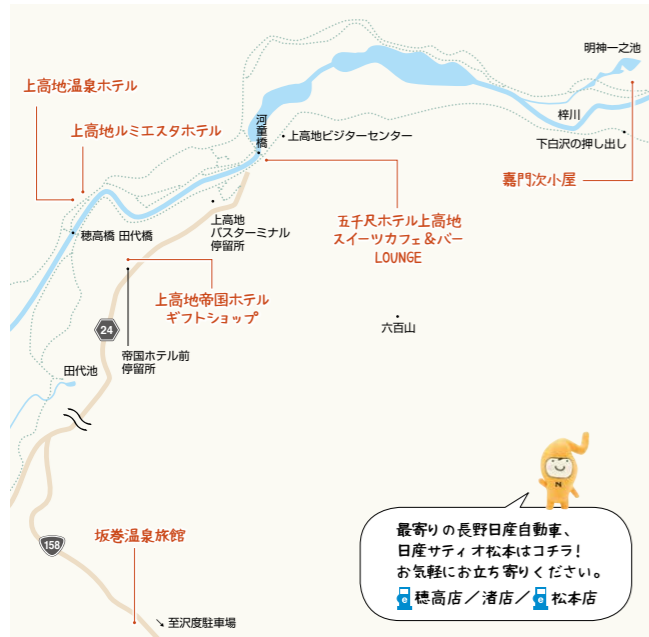 明神一之池
上高地温泉ホテル
上高地ルミエスタホテル
河童橋
上高地ビジターセンター
梓川
下白沢の押し出し
嘉門次小屋
五千尺ホテル上高地
スイーツカフェ&バー
LOUNGE
上高地
バスターミナル
停留所
穂高橋 田代橋
上高地帝国ホテル
ギフトショップ
24
六百山
帝国ホテル前
停留所
田代池
158
坂巻温泉旅館
至沢度駐車場
N
最寄りの長野日産自動車、
日産サティオ松本はコチラ!
お気軽にお立ち寄りください。
e 穂高店/渚店/ e 松本店